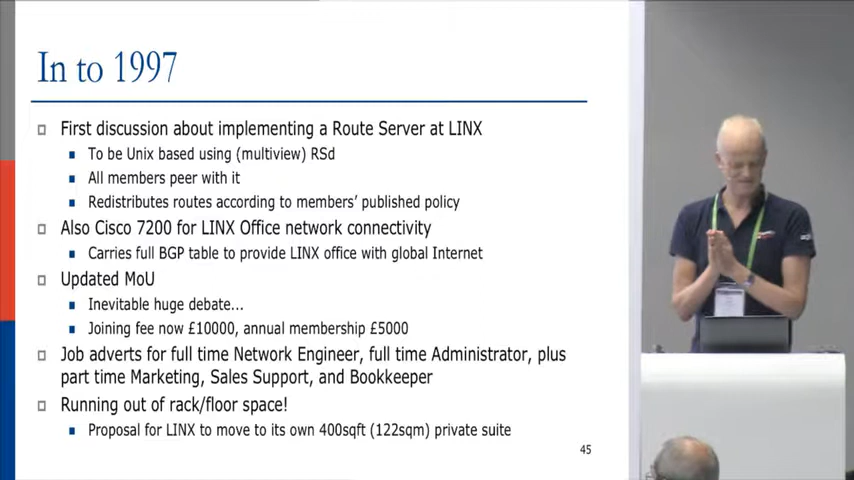 In to 1997
First discussion about implementing a Route Server at LINX
To be Unix based using (multiview) RSd
All members peer with it
Redistributes routes according to members' published policy
Also Cisco 7200 for LINX Office network connectivity
Carries full BGP table to provide LINX office with global Internet
Updated MoU
Inevitable huge debate...
Joining fee now £10000, annual membership £5000
Job adverts for full time Network Engineer, full time Administrator, plus
part time Marketing, Sales Support, and Bookkeeper
Running out of rack/floor space!
Proposal for LINX to move to its own 400sqft (122sqm) private suite
45